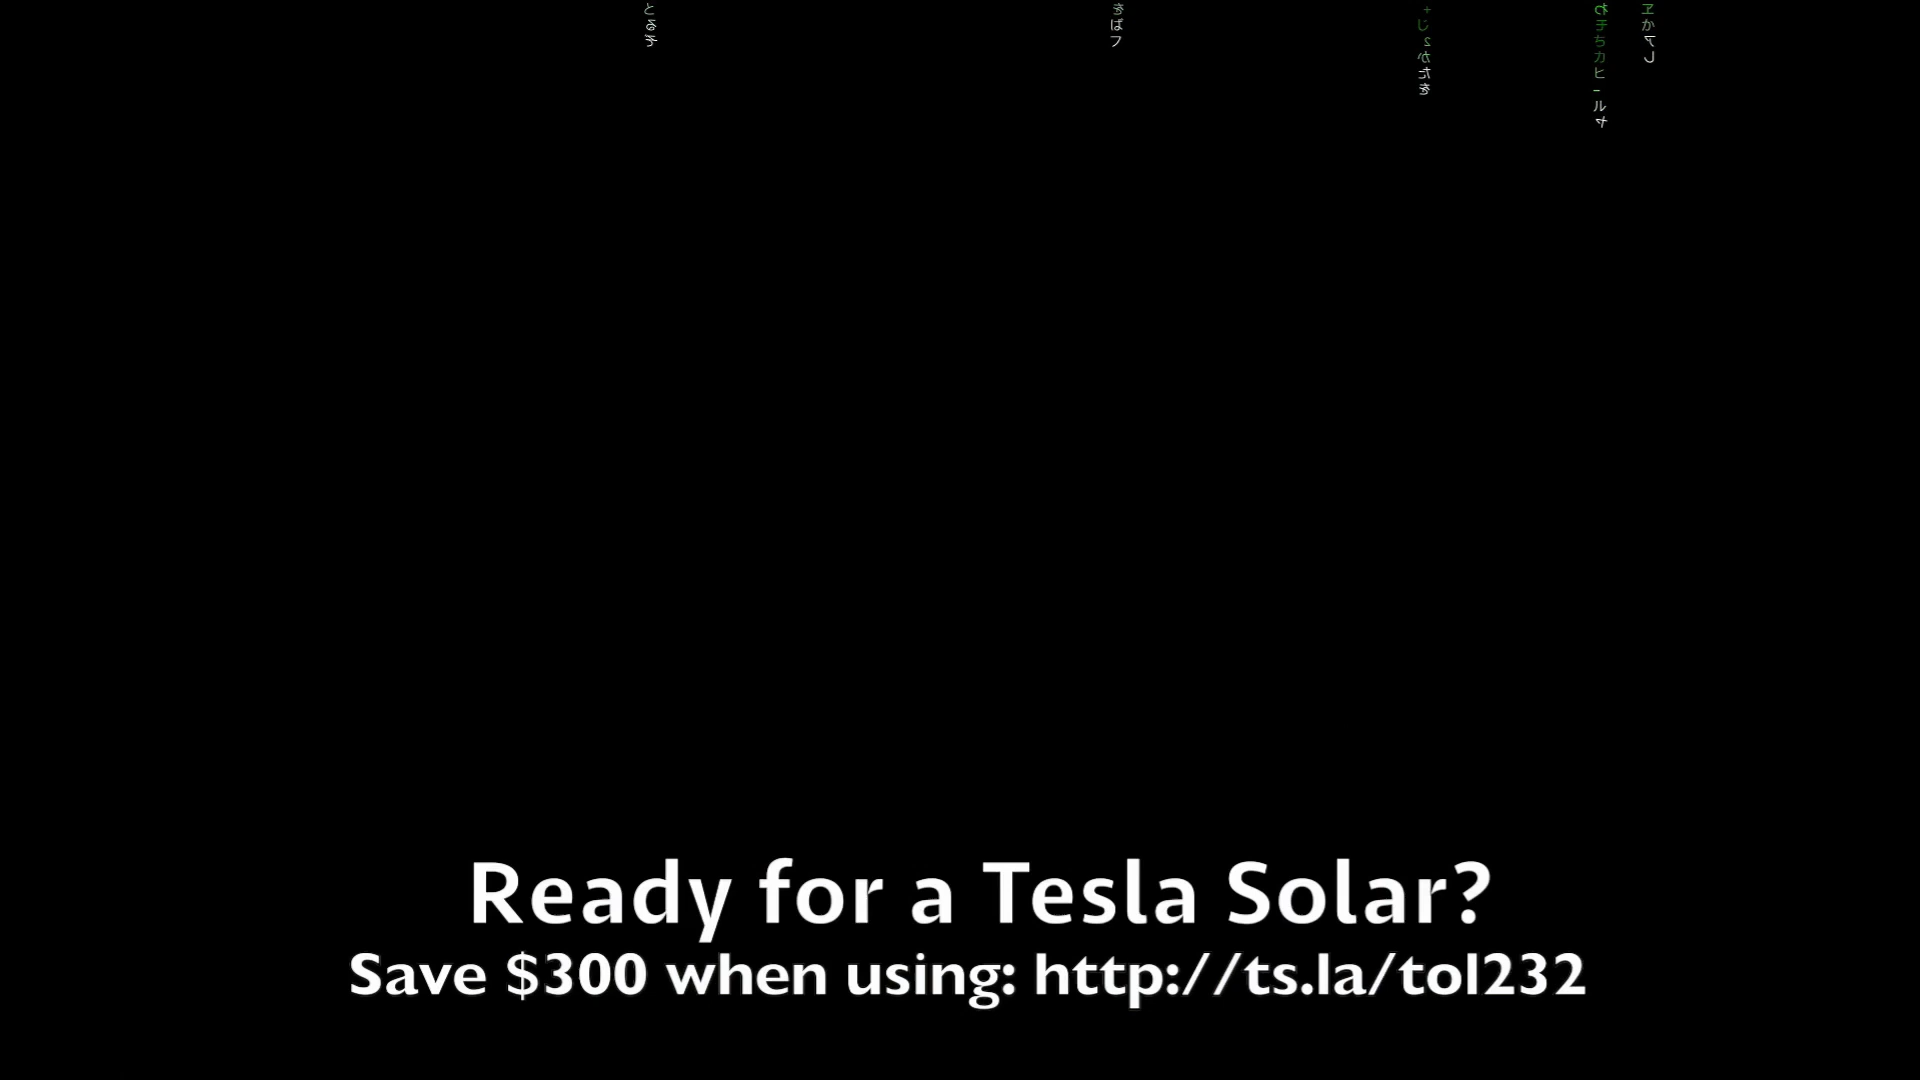 Ready for a Tesla Solar?
Save $300 when using: http://ts.la/tol232